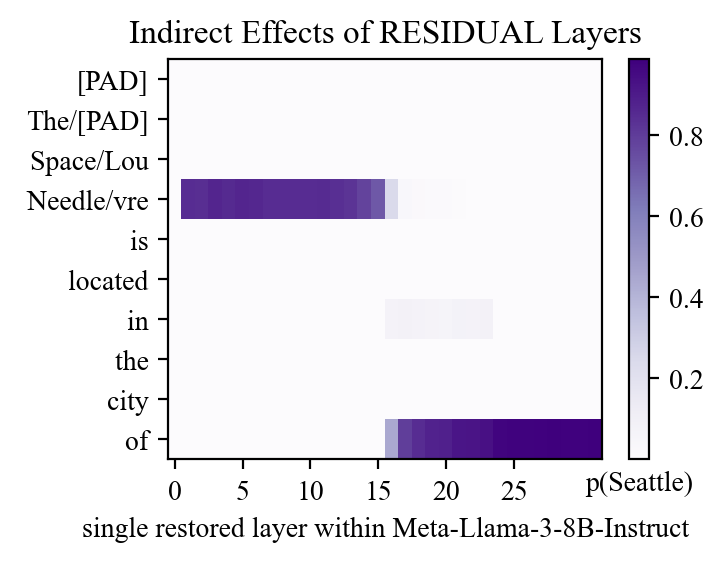 Indirect Effects of RESIDUAL Layers
[PAD]
The/[PAD]
Space/Lou
Needle/vre
is
located
in
the
city
of
0.8
0.6
0.4
0.2
p(Seattle)
0 5 10 15 20 25
single restored layer within Meta-Llama-3-8B-Instruct